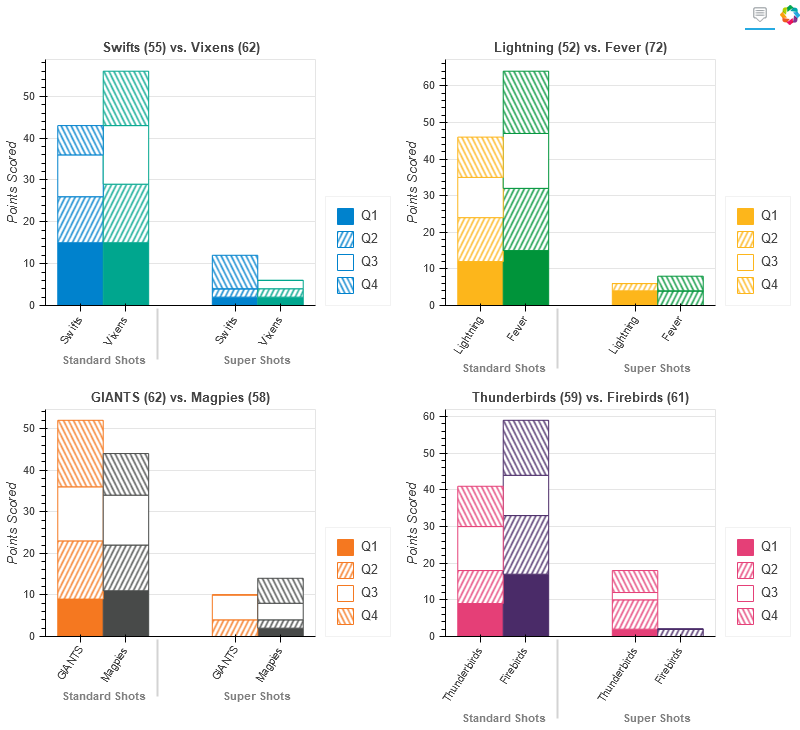 Swifts (55) vs. Vixens (62)
Points Scored
50
40
30
20
10
0
Swifts
Vixens
Swifts
Vixens
Standard Shots
Super Shots
Q1
Q2
Q3
Q4
Lightning (52) vs. Fever (72)
Points Scored
60
50
40
30
20
10
0
Lightning
Fever
Lightning
Fever
Standard Shots
Super Shots
Q1
Q2
Q3
Q4
GIANTS (62) vs. Magpies (58)
Points Scored
50
40
30
20
10
0
GIANTS
Magpies
GIANTS
Magpies
Standard Shots
Super Shots
Q1
Q2
Q3
Q4
Thunderbirds (59) vs. Firebirds (61)
Points Scored
60
50
40
30
20
10
0
Thunderbirds
Firebirds
Thunderbirds
Firebirds
Standard Shots
Super Shots
Q1
Q2
Q3
Q4